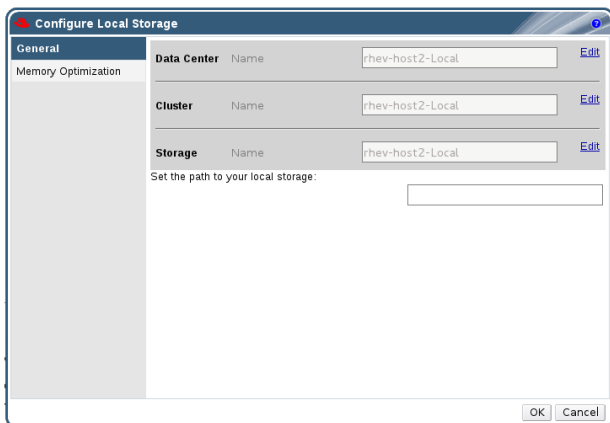 Configure Local Storage
?
General
Memory Optimization
Data Center Name rhev-host2-Local Edit
Cluster Name rhev-host2-Local Edit
Storage Name rhev-host2-Local Edit
Set the path to your local storage:
OK Cancel